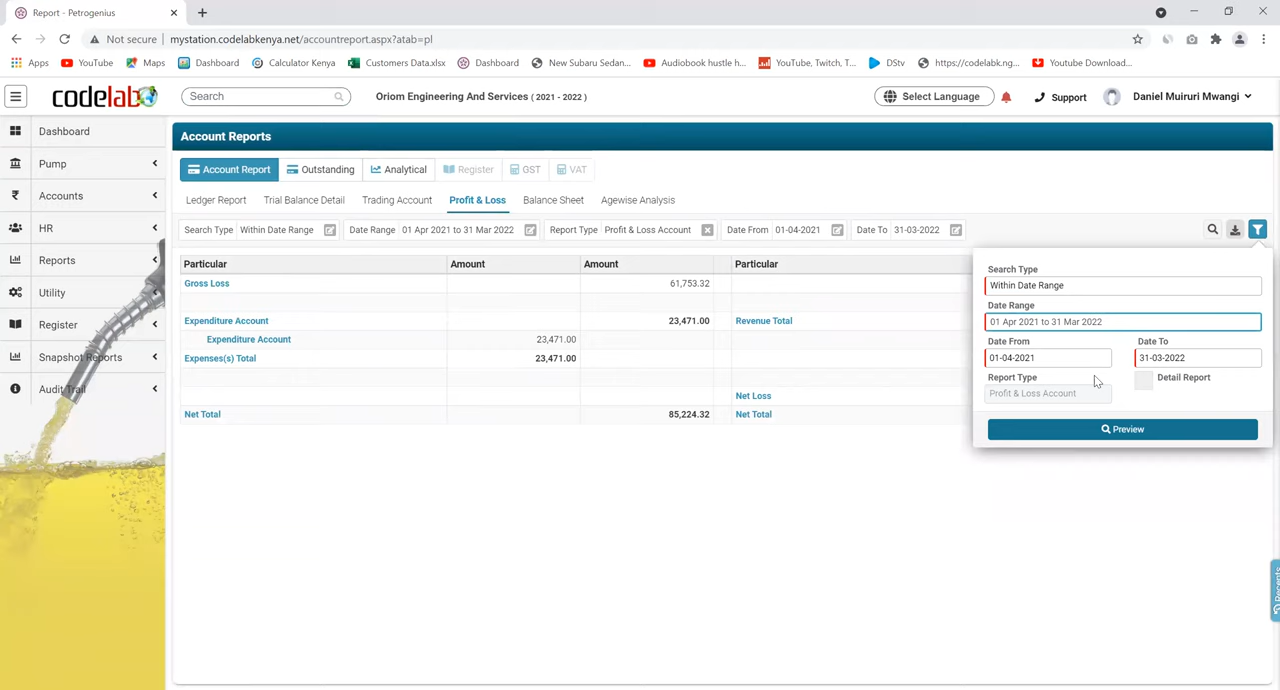 Report - Petrogenius
Not secure | mystation.codelabkenya.net/accountreport.aspx?atab=pl
Apps YouTube Maps Dashboard Calculator Kenya Customers Data.xlsx Dashboard New Subaru Sedan... Audiobook hustle h... YouTube, Twitch, T... DStv https://codelabk.ng... Youtube Download...
codelab Search Oriom Engineering And Services ( 2021 - 2022 ) Select Language Support Daniel Muiruri Mwangi
Dashboard
Pump
Accounts
HR
Reports
Utility
Register
Snapshot Reports
Audit Trail
Account Reports
Account Report Outstanding Analytical Register GST VAT
Ledger Report Trial Balance Detail Trading Account Profit & Loss Balance Sheet Agewise Analysis
Search Type Within Date Range Date Range 01 Apr 2021 to 31 Mar 2022 Report Type Profit & Loss Account Date From 01-04-2021 Date To 31-03-2022
Particular Amount Amount Particular
Gross Loss 61,753.32
Expenditure Account 23,471.00 Revenue Total
Expenditure Account 23,471.00
Expenses(s) Total 23,471.00
Net Loss
Net Total 85,224.32 Net Total
Search Type
Within Date Range
Date Range
01 Apr 2021 to 31 Mar 2022
Date From Date To
01-04-2021 31-03-2022
Report Type Detail Report
Profit & Loss Account
Preview
Recents